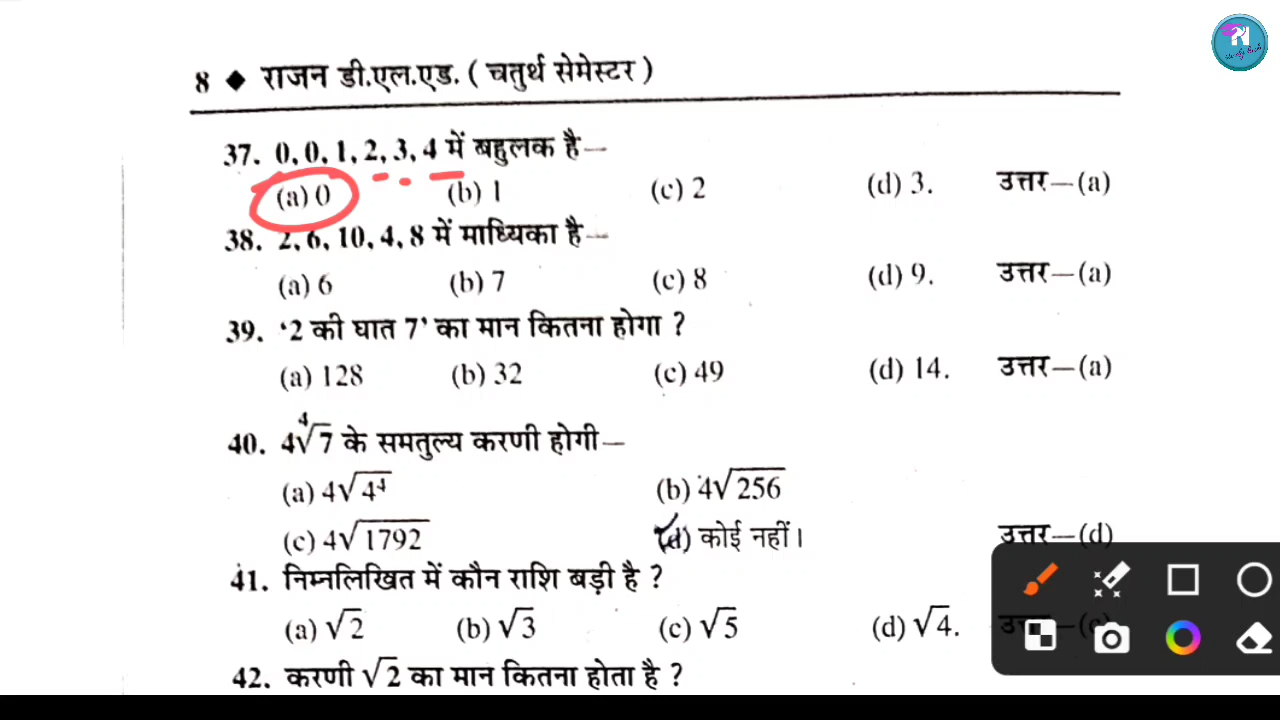 8 ◆ राजन डी.एल.एड. ( चतुर्थ सेमेस्टर )
37. 0, 0, 1, 2, 3, 4 में बहुलक है—
(a) 0 (b) 1 (c) 2 (d) 3. उत्तर—(a)
38. 2, 6, 10, 4, 8 में माध्यिका है—
(a) 6 (b) 7 (c) 8 (d) 9. उत्तर—(a)
39. ‘2 की घात 7’ का मान कितना होगा ?
(a) 128 (b) 32 (c) 49 (d) 14. उत्तर—(a)
40. 4∜7 के समतुल्य करणी होगी—
(a) 4√4⁴ (b) 4√256
(c) 4√1792 (d) कोई नहीं। उत्तर—(d)
41. निम्नलिखित में कौन राशि बड़ी है ?
(a) √2 (b) √3 (c) √5 (d) √4. उत्तर—(c)
42. करणी √2 का मान कितना होता है ?